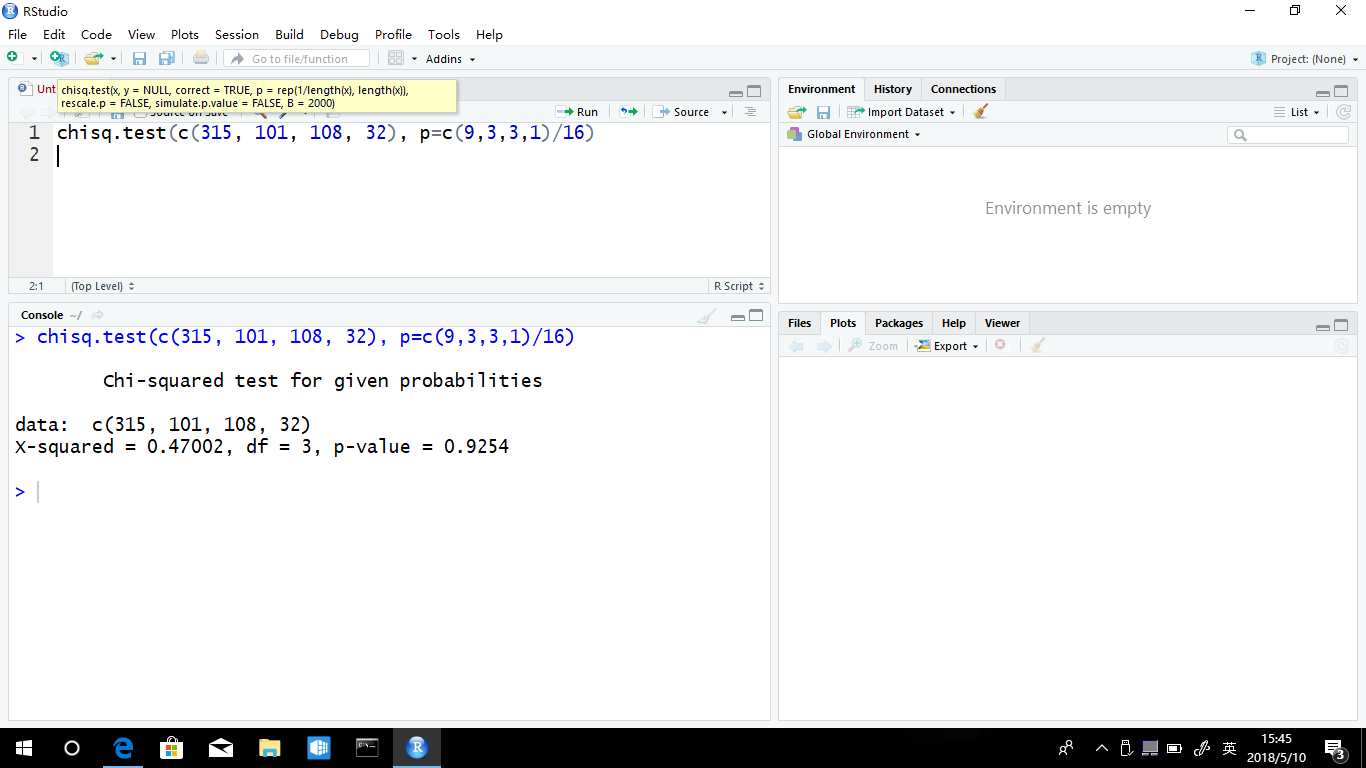 RStudio
File Edit Code View Plots Session Build Debug Profile Tools Help
Go to file/function Addins Project: (None)
Unt
chisq.test(x, y = NULL, correct = TRUE, p = rep(1/length(x), length(x)),
rescale.p = FALSE, simulate.p.value = FALSE, B = 2000)
Source on Save Run Source
1 chisq.test(c(315, 101, 108, 32), p=c(9,3,3,1)/16)
2
2:1 (Top Level) R Script
Console ~/
> chisq.test(c(315, 101, 108, 32), p=c(9,3,3,1)/16)
Chi-squared test for given probabilities
data: c(315, 101, 108, 32)
X-squared = 0.47002, df = 3, p-value = 0.9254
>
Environment History Connections
Import Dataset List
Global Environment
Environment is empty
Files Plots Packages Help Viewer
Zoom Export
英
15:45
2018/5/10
3